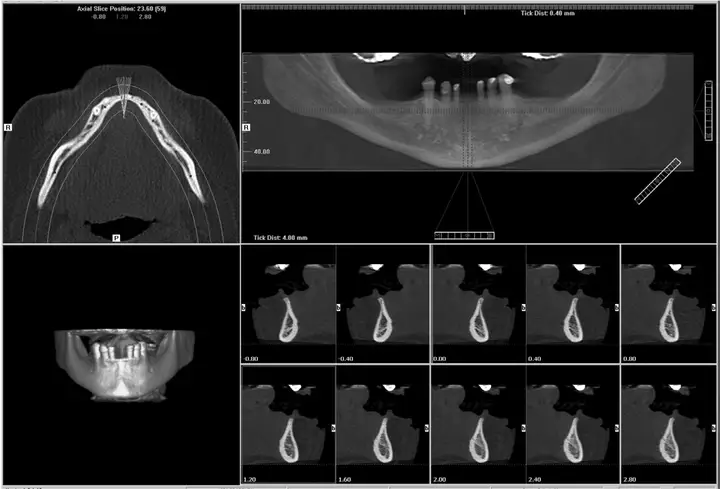 Axial Slice Position: 23.60 (59)
-0.00 1.20 2.80
R
P
Tick Dist: 0.40 mm
20.00
R
40.00
Tick Dist: 4.00 mm
-0.80
-0.40
0.00
0.40
0.80
1.20
1.60
2.00
2.40
2.80